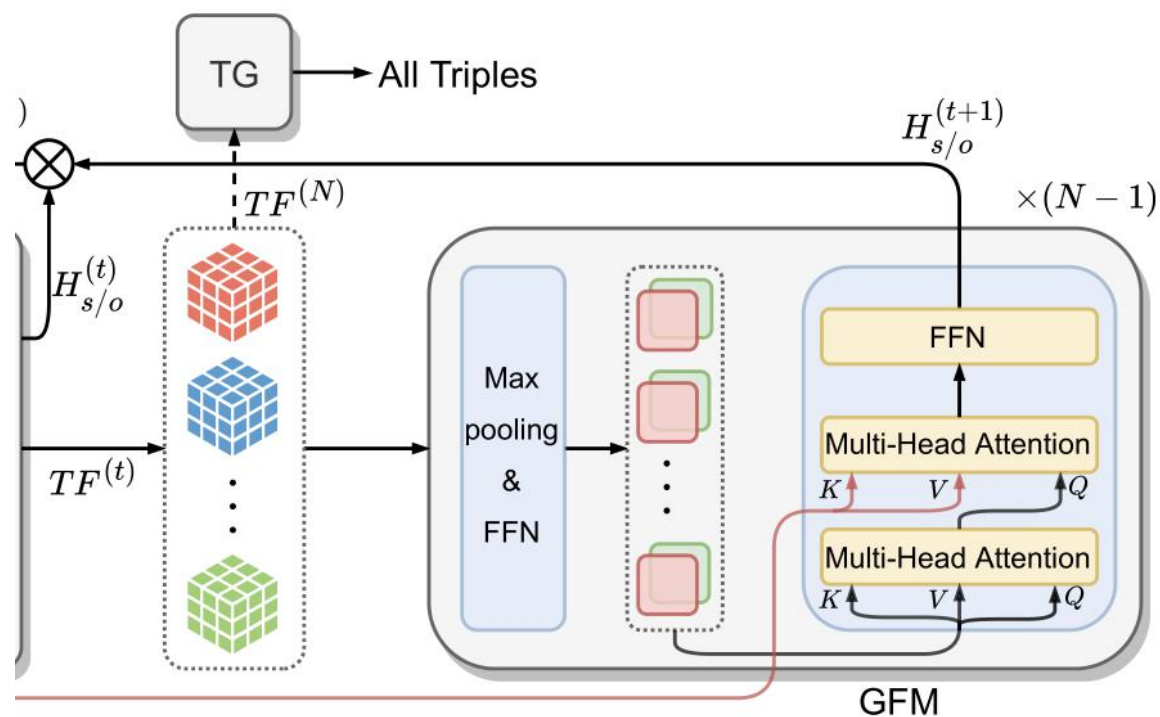 TG
All Triples
)
H_{s/o}^{(t+1)}
TF^{(N)}
×(N − 1)
H_{s/o}^{(t)}
TF^{(t)}
Max
pooling
&
FFN
FFN
Multi-Head Attention
K V Q
Multi-Head Attention
K V Q
GFM